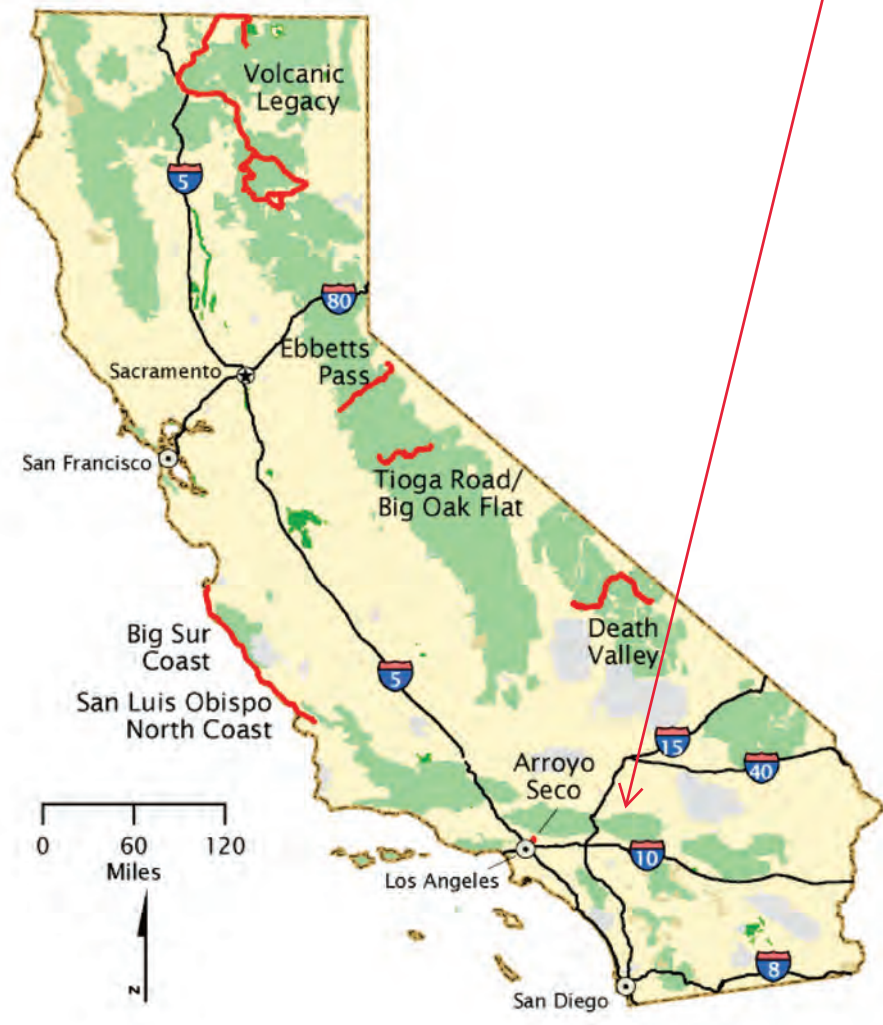 Volcanic
Legacy
5
80
Ebbetts
Pass
Sacramento
San Francisco
Tioga Road/
Big Oak Flat
Death
Valley
Big Sur
Coast
5
San Luis Obispo
North Coast
15
40
Arroyo
Seco
0 60 120
Miles
10
Los Angeles
8
San Diego
N